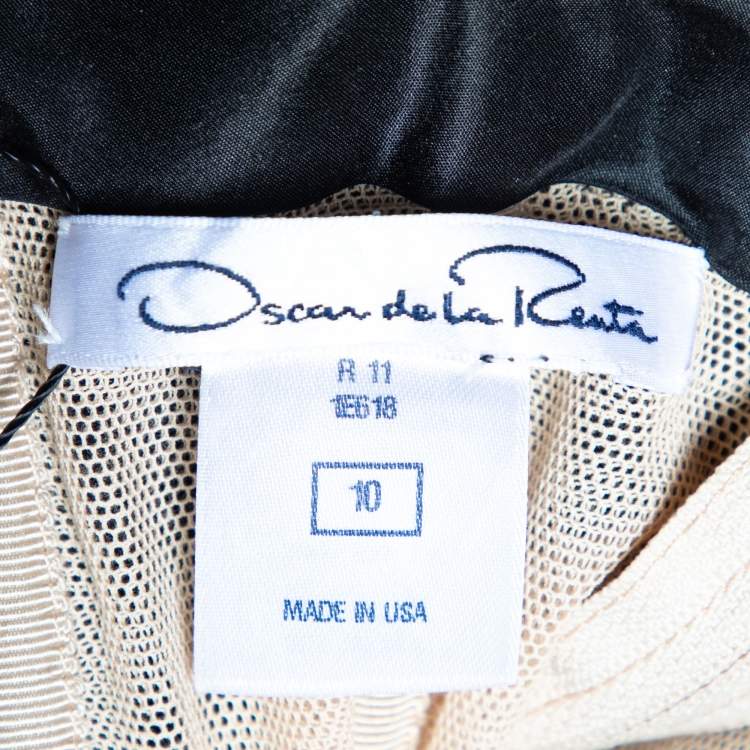 Oscar de la Renta
R 11
1E618
10
MADE IN USA